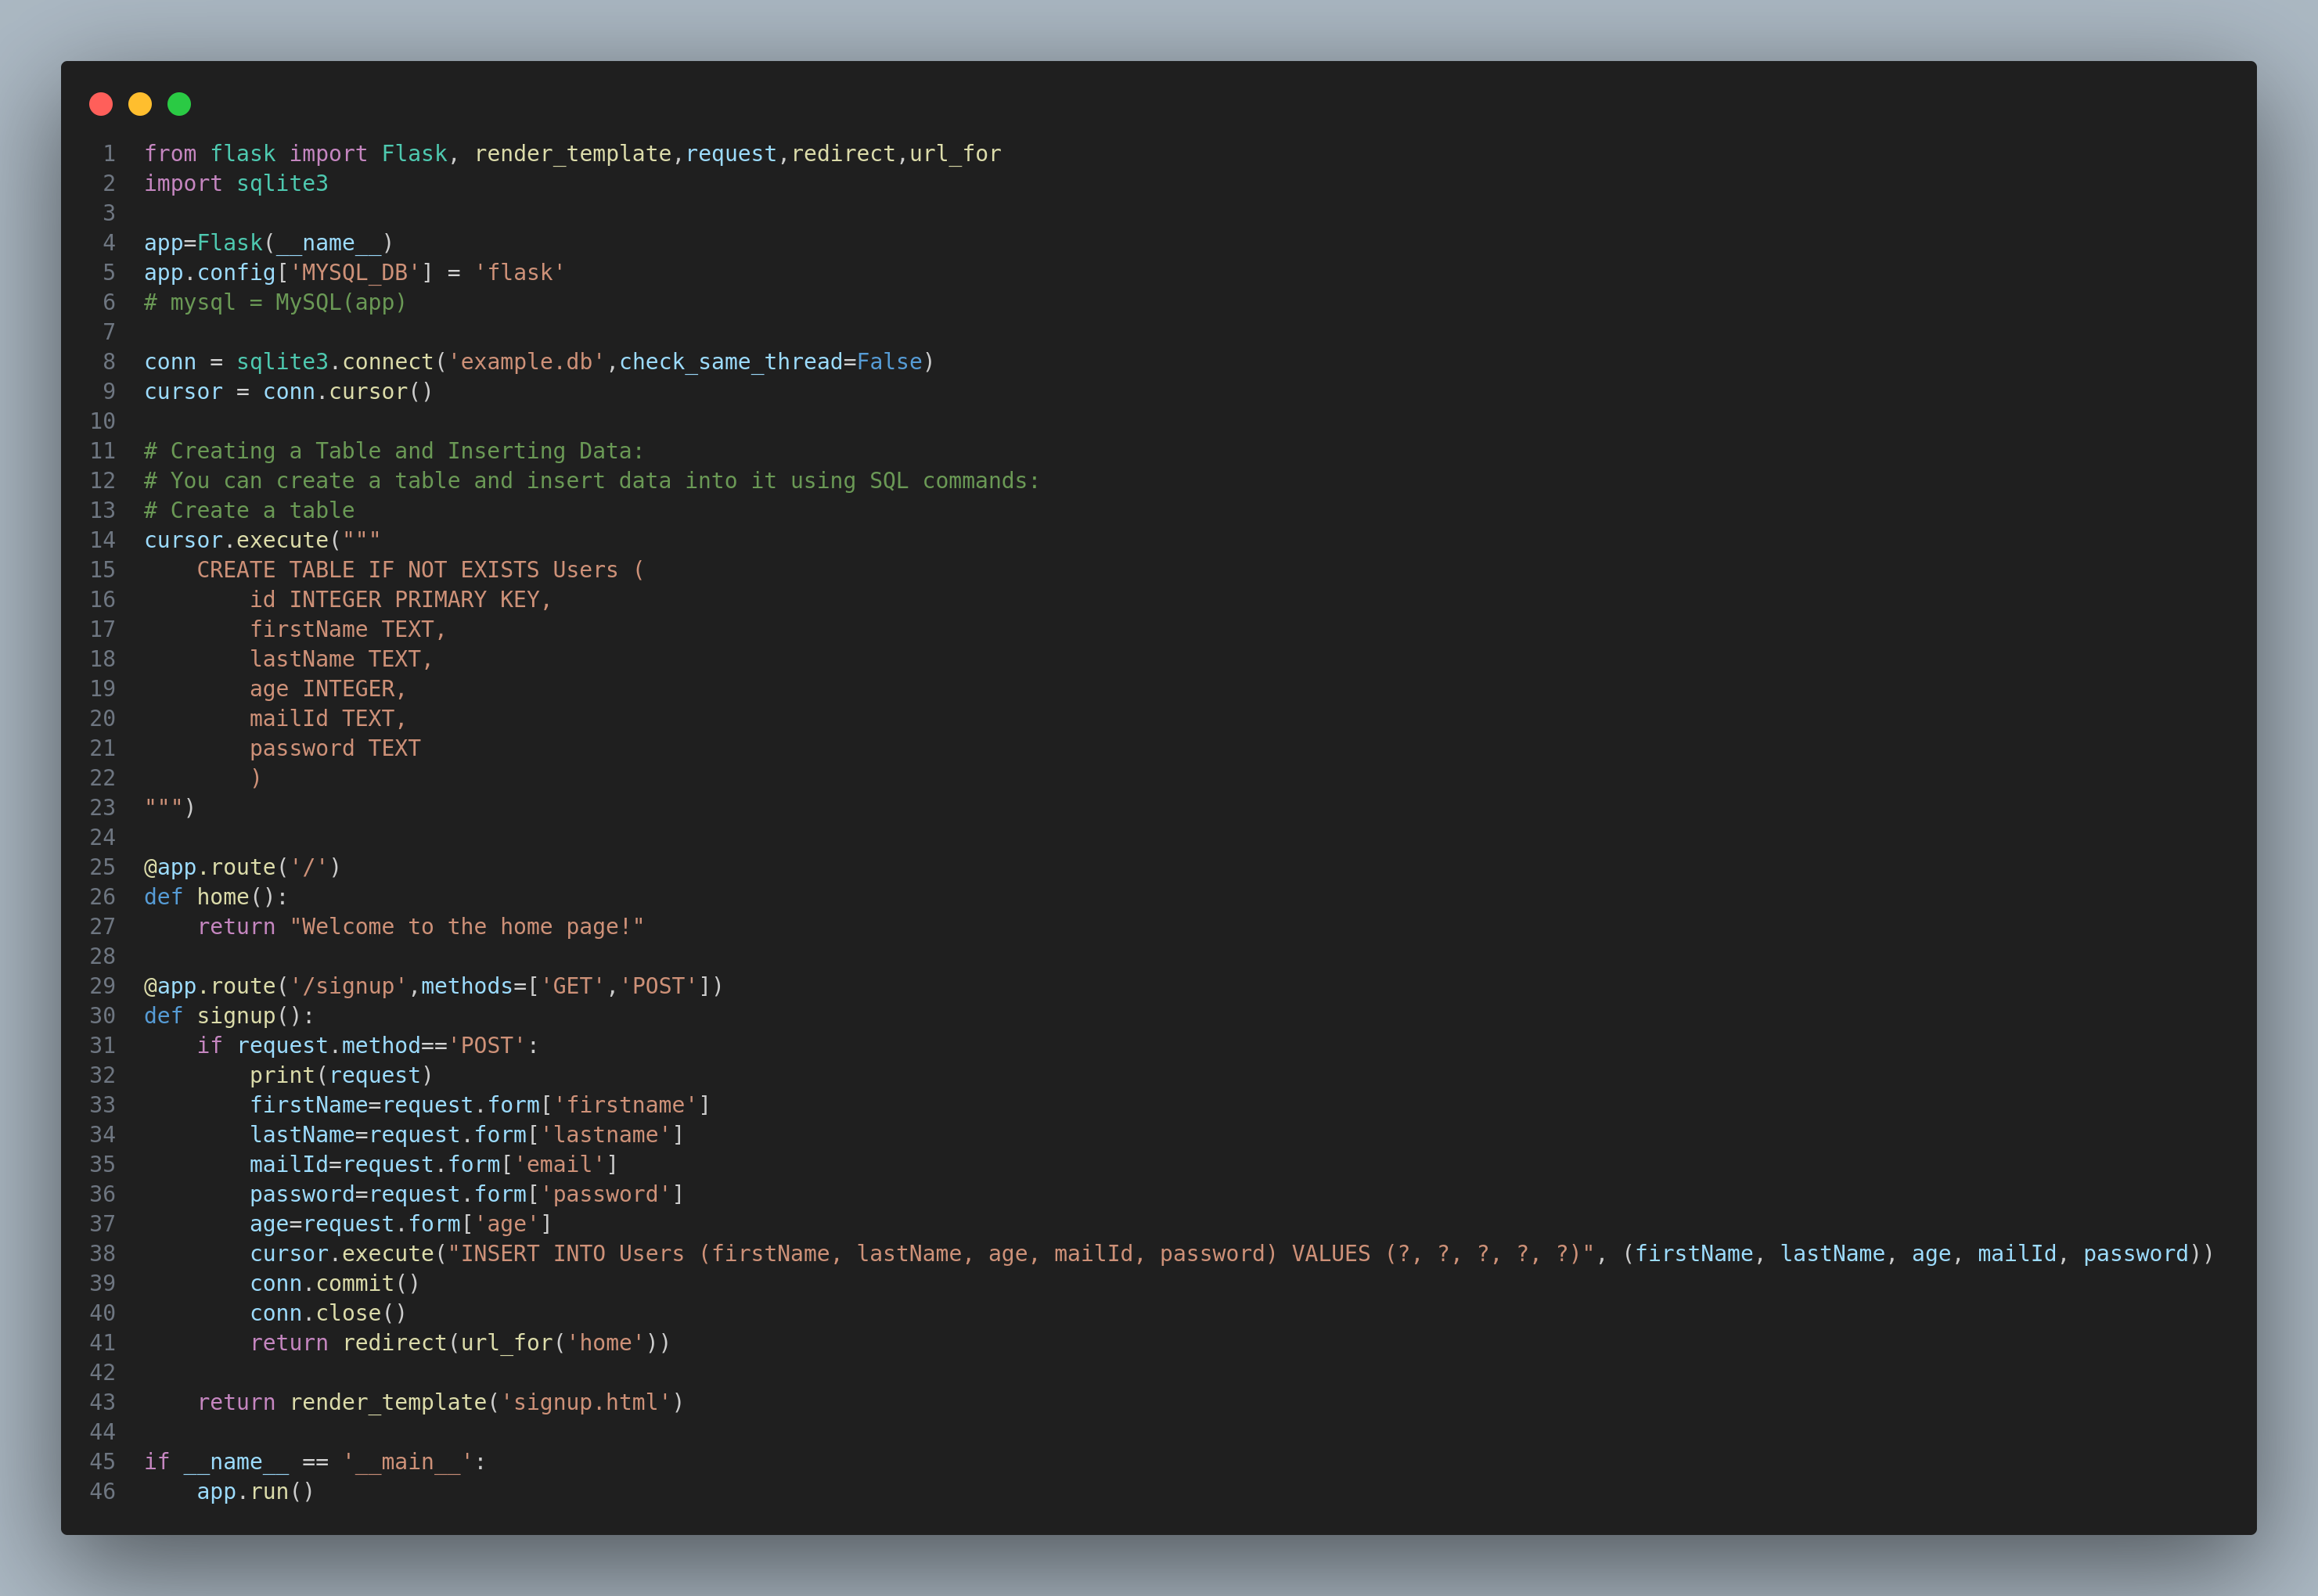 1 from flask import Flask, render_template,request,redirect,url_for
2 import sqlite3
3
4 app=Flask(__name__)
5 app.config['MYSQL_DB'] = 'flask'
6 # mysql = MySQL(app)
7
8 conn = sqlite3.connect('example.db',check_same_thread=False)
9 cursor = conn.cursor()
10
11 # Creating a Table and Inserting Data:
12 # You can create a table and insert data into it using SQL commands:
13 # Create a table
14 cursor.execute("""
15     CREATE TABLE IF NOT EXISTS Users (
16         id INTEGER PRIMARY KEY,
17         firstName TEXT,
18         lastName TEXT,
19         age INTEGER,
20         mailId TEXT,
21         password TEXT
22         )
23 """)
24
25 @app.route('/')
26 def home():
27     return "Welcome to the home page!"
28
29 @app.route('/signup',methods=['GET','POST'])
30 def signup():
31     if request.method=='POST':
32         print(request)
33         firstName=request.form['firstname']
34         lastName=request.form['lastname']
35         mailId=request.form['email']
36         password=request.form['password']
37         age=request.form['age']
38         cursor.execute("INSERT INTO Users (firstName, lastName, age, mailId, password) VALUES (?, ?, ?, ?, ?)", (firstName, lastName, age, mailId, password))
39         conn.commit()
40         conn.close()
41         return redirect(url_for('home'))
42
43     return render_template('signup.html')
44
45 if __name__ == '__main__':
46     app.run()